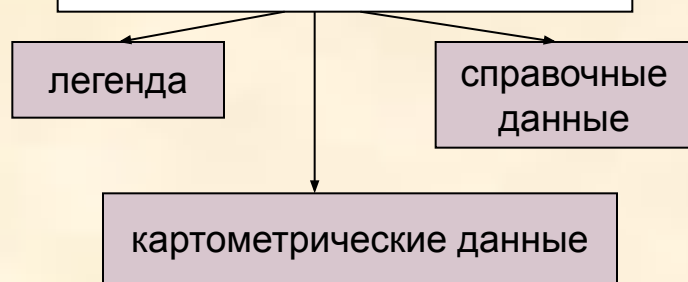 легенда
справочные
данные
картометрические данные